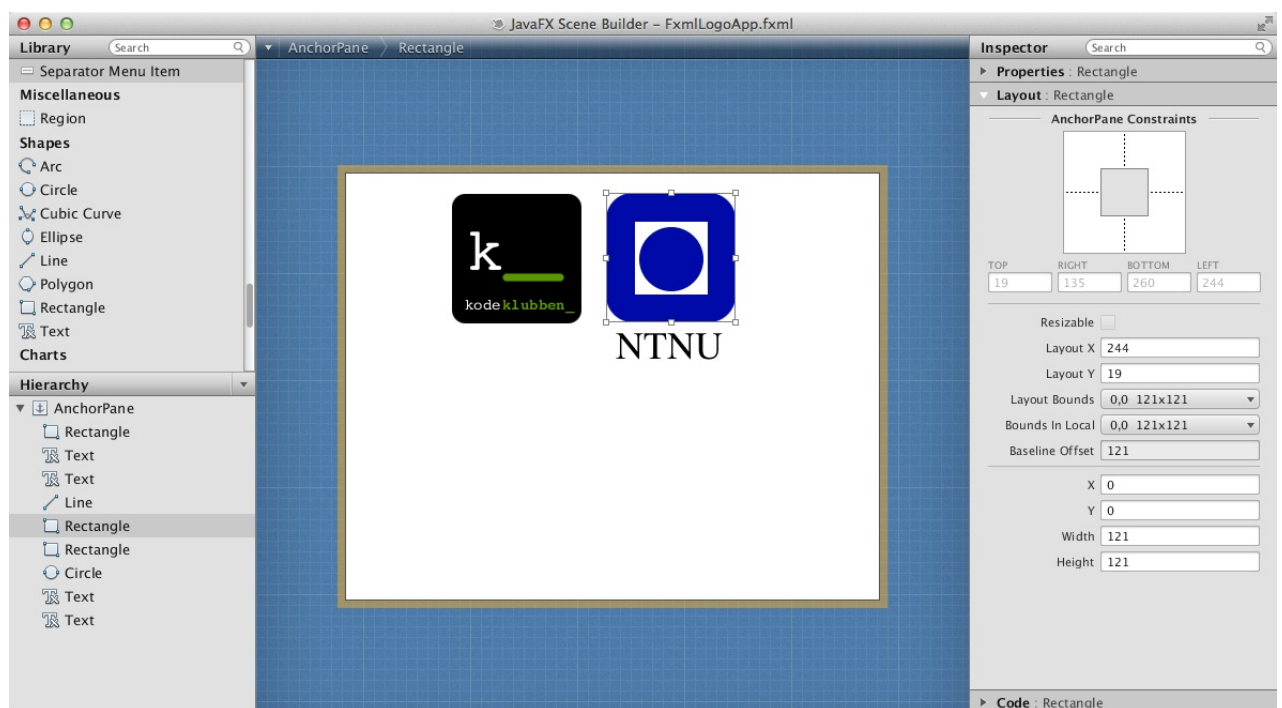 JavaFX Scene Builder – FxmlLogoApp.fxml
Library
Search
Separator Menu Item
Miscellaneous
Region
Shapes
Arc
Circle
Cubic Curve
Ellipse
Line
Polygon
Rectangle
Text
Charts
Hierarchy
AnchorPane
Rectangle
Text
Text
Line
Rectangle
Rectangle
Circle
Text
Text
AnchorPane Rectangle
k_
kodeklubben_
NTNU
Inspector
Search
Properties : Rectangle
Layout : Rectangle
AnchorPane Constraints
TOP RIGHT BOTTOM LEFT
19 135 260 244
Resizable
Layout X 244
Layout Y 19
Layout Bounds 0,0 121x121
Bounds In Local 0,0 121x121
Baseline Offset 121
X 0
Y 0
Width 121
Height 121
Code : Rectangle